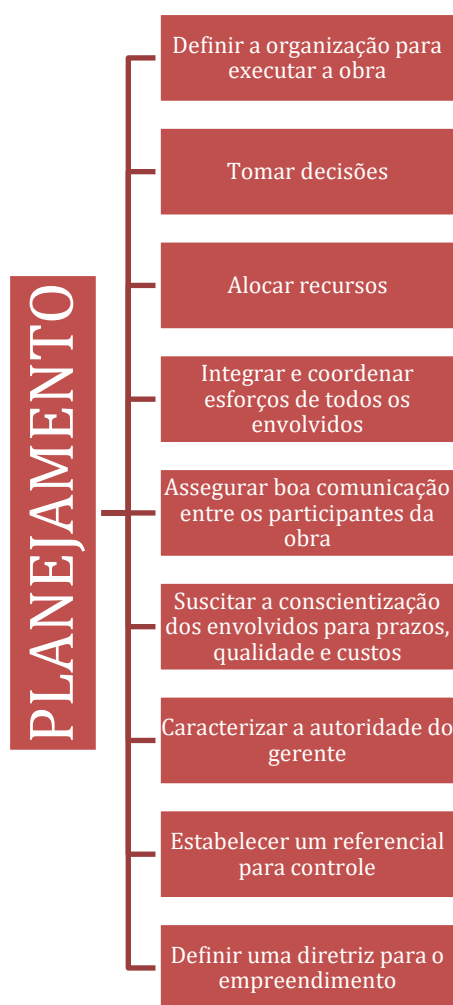 PLANEJAMENTO
Definir a organização para
executar a obra
Tomar decisões
Alocar recursos
Integrar e coordenar
esforços de todos os
envolvidos
Assegurar boa comunicação
entre os participantes da
obra
Suscitar a conscientização
dos envolvidos para prazos,
qualidade e custos
Caracterizar a autoridade do
gerente
Estabelecer um referencial
para controle
Definir uma diretriz para o
empreendimento